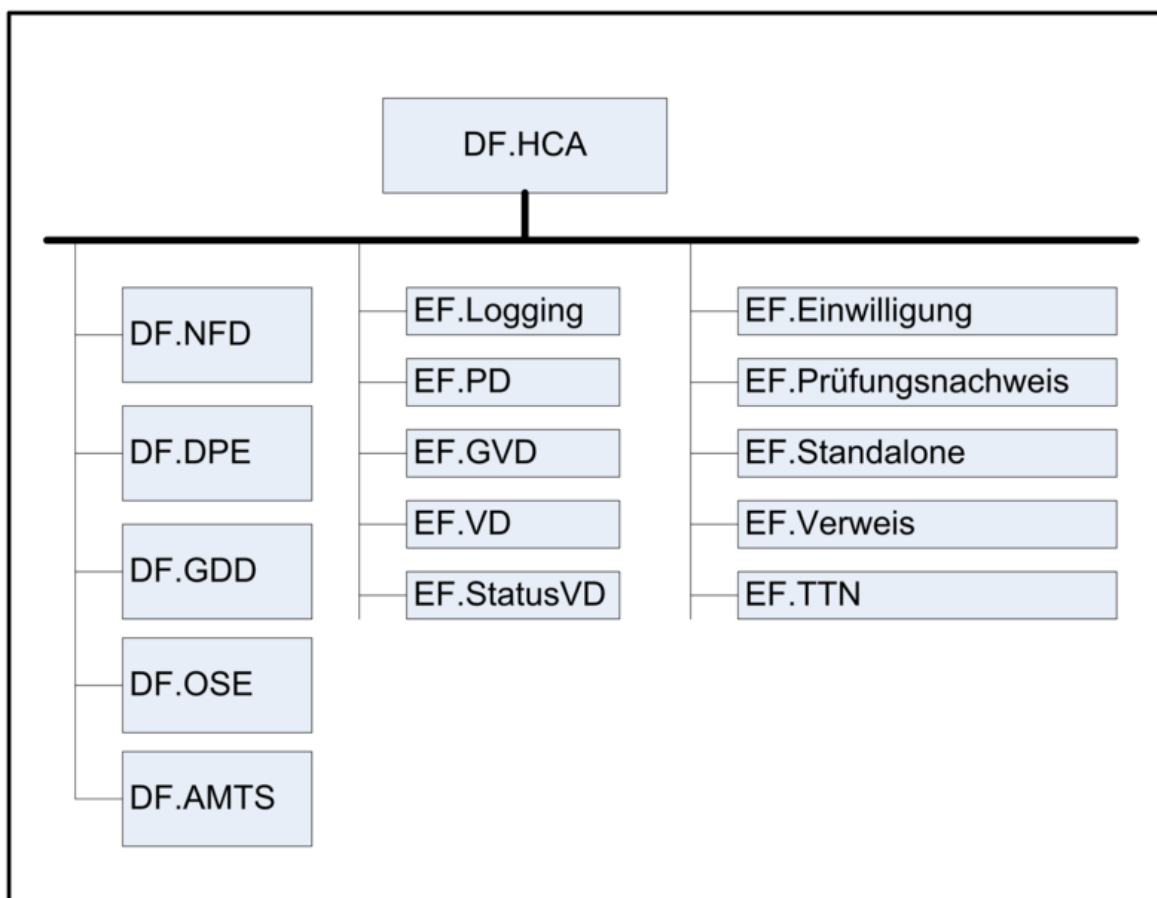 DF.HCA
DF.NFD
DF.DPE
DF.GDD
DF.OSE
DF.AMTS
EF.Logging
EF.PD
EF.GVD
EF.VD
EF.StatusVD
EF.Einwilligung
EF.Prüfungsnachweis
EF.Standalone
EF.Verweis
EF.TTN